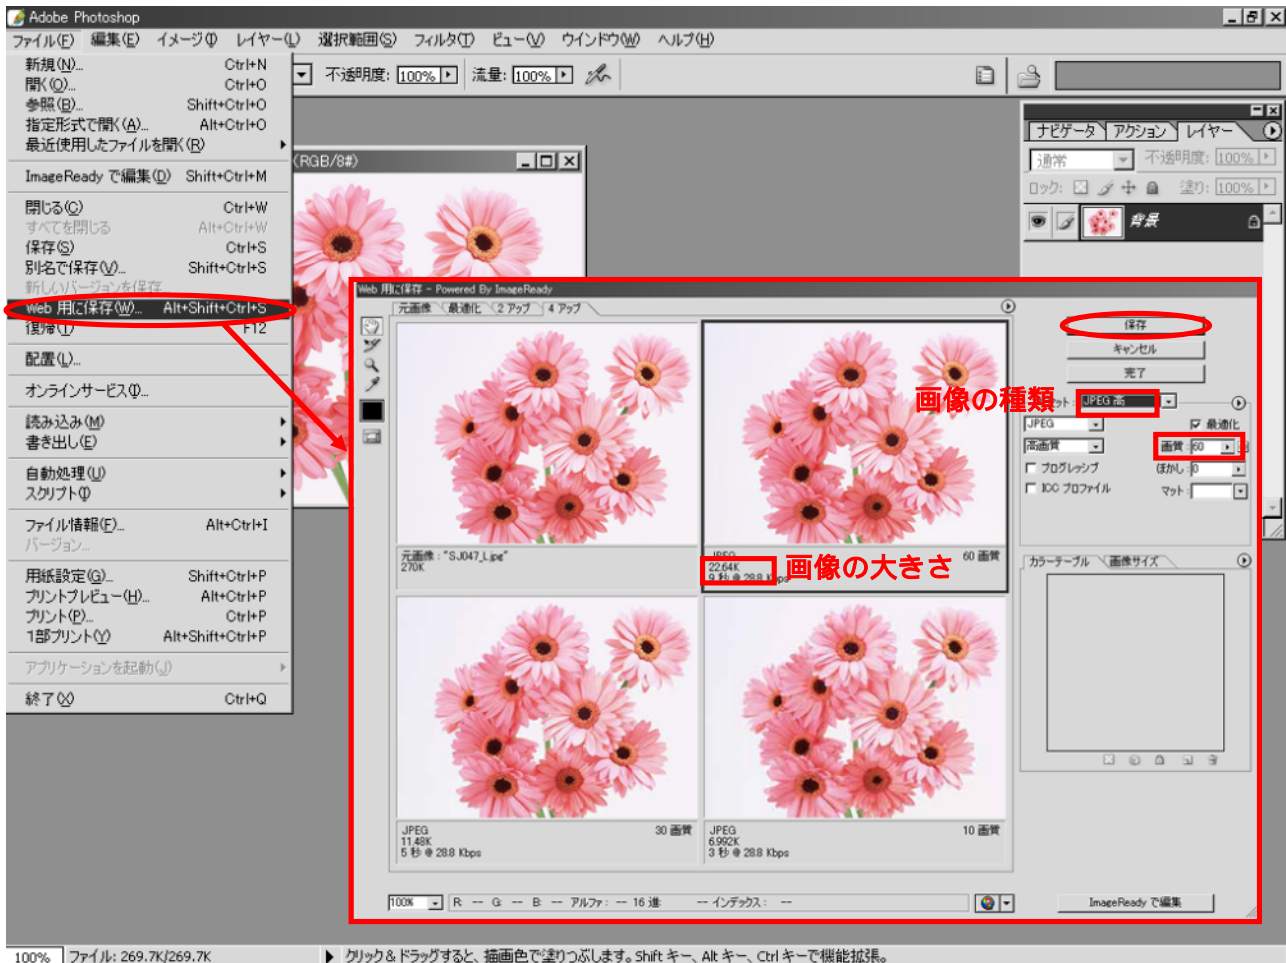 Adobe Photoshop
ファイル(F) 編集(E) イメージ(I) レイヤー(L) 選択範囲(S) フィルタ(T) ビュー(V) ウインドウ(W) ヘルプ(H)
不透明度: 100% 流量: 100%
新規(N)... Ctrl+N
開く(O)... Ctrl+O
参照(B)... Shift+Ctrl+O
指定形式で開く(A)... Alt+Ctrl+O
最近使用したファイルを開く(R)
ImageReady で編集(D) Shift+Ctrl+M
閉じる(C) Ctrl+W
すべてを閉じる Alt+Ctrl+W
保存(S) Ctrl+S
別名で保存(V)... Shift+Ctrl+S
新しいバージョンを保存...
Web 用に保存(W)... Alt+Shift+Ctrl+S
復帰(T) F12
配置(L)...
オンラインサービス(I)...
読み込み(M)
書き出し(E)
自動処理(U)
スクリプト(I)
ファイル情報(F)... Alt+Ctrl+I
バージョン...
用紙設定(G)... Shift+Ctrl+P
プリントプレビュー(H)... Alt+Ctrl+P
プリント(P)... Ctrl+P
1部プリント(Y) Alt+Shift+Ctrl+P
アプリケーションを起動(J)
終了(X) Ctrl+Q
(RGB/8#)
ナビゲータ アクション レイヤー
通常 不透明度: 100%
ロック: 塗り: 100%
背景
Web 用に保存 - Powered By ImageReady
元画像 最適化 2 アップ 4 アップ
元画像 : "SJ047_L.jpg"
270K
JPEG 60 画質
22.64K
9 秒 @ 28.8 Kbps
画像の大きさ
JPEG 30 画質
11.48K
5 秒 @ 28.8 Kbps
JPEG 10 画質
6.992K
3 秒 @ 28.8 Kbps
保存
キャンセル
完了
画像の種類
JPEG 高
JPEG 最適化
高画質 画質 : 60
プログレッシブ ぼかし : 0
ICC プロファイル マット :
カラーテーブル 画像サイズ
100% R: -- G: -- B: -- アルファ : -- 16 進: -- インデックス : --
ImageReady で編集
100% ファイル: 269.7K/269.7K クリック & ドラッグすると、描画色で塗りつぶします。Shift キー、Alt キー、Ctrl キーで機能拡張。